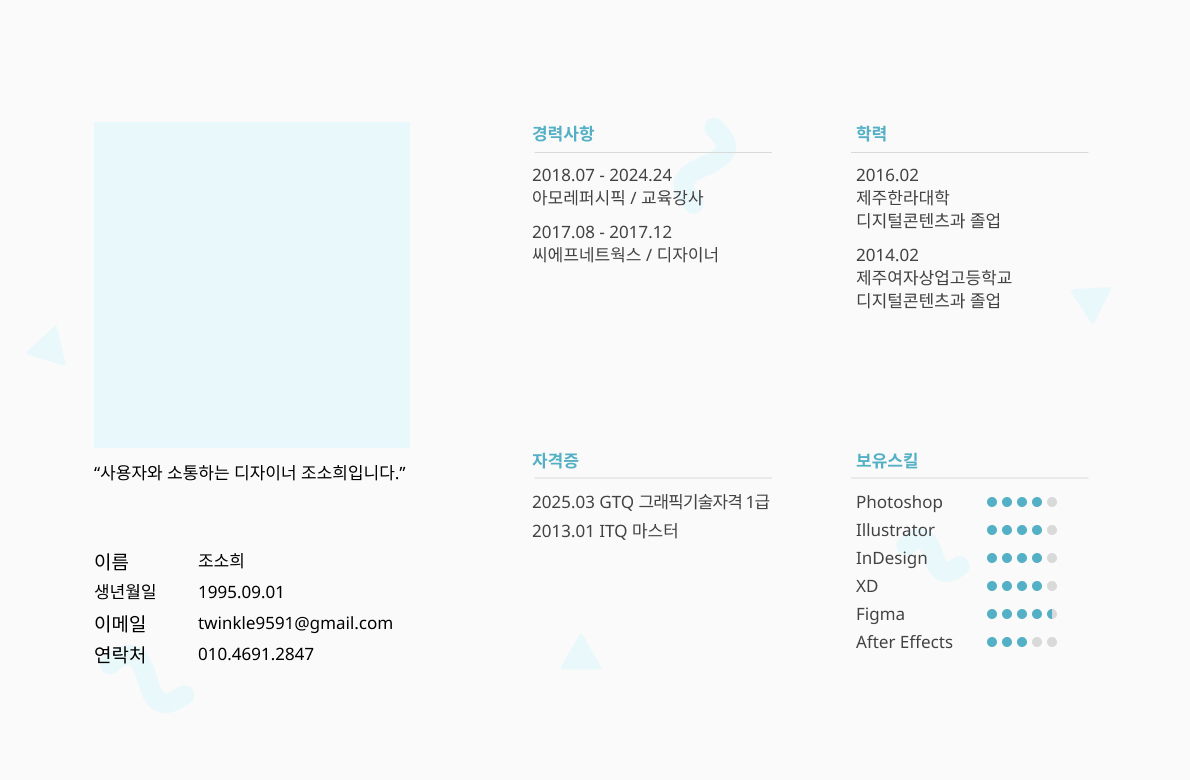 “사용자와 소통하는 디자이너 조소희입니다.”
이름 조소희
생년월일 1995.09.01
이메일 twinkle9591@gmail.com
연락처 010.4691.2847
경력사항
2018.07 - 2024.24
아모레퍼시픽 / 교육강사
2017.08 - 2017.12
씨에프네트웍스 / 디자이너
학력
2016.02
제주한라대학
디지털콘텐츠과 졸업
2014.02
제주여자상업고등학교
디지털콘텐츠과 졸업
자격증
2025.03 GTQ 그래픽기술자격 1급
2013.01 ITQ 마스터
보유스킬
Photoshop
Illustrator
InDesign
XD
Figma
After Effects